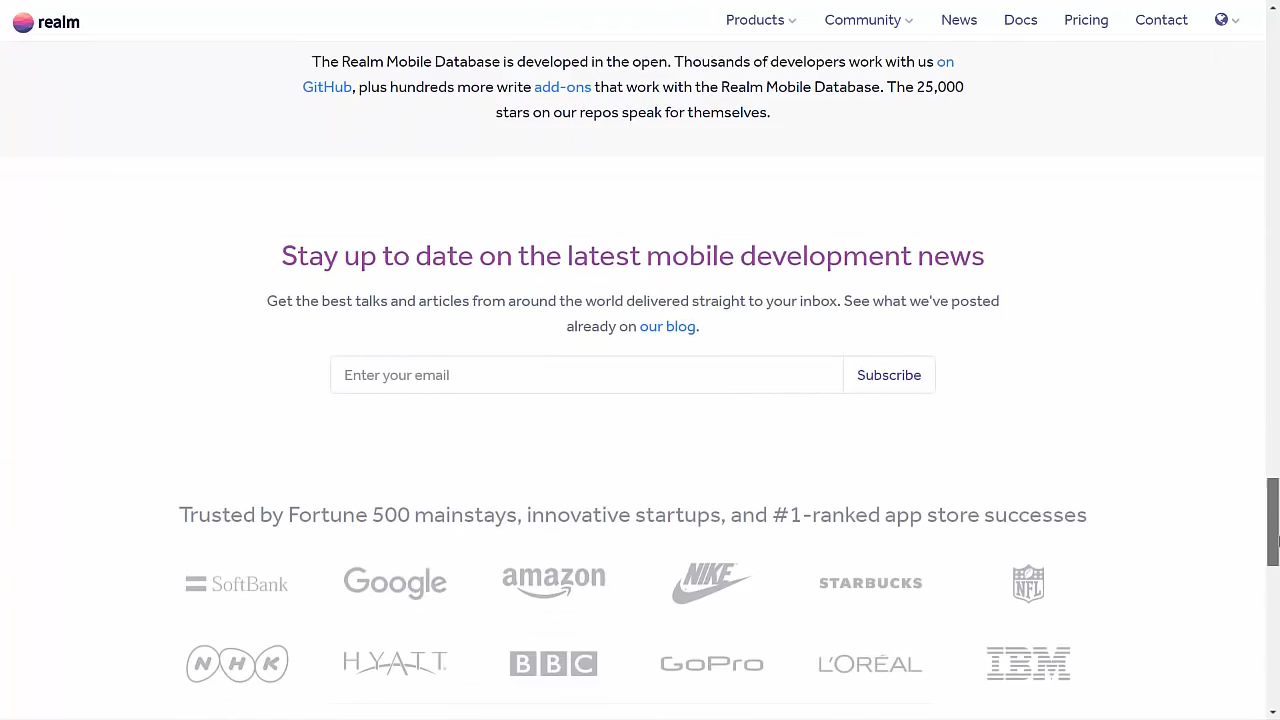 realm
Products Community News Docs Pricing Contact
The Realm Mobile Database is developed in the open. Thousands of developers work with us on
GitHub, plus hundreds more write add-ons that work with the Realm Mobile Database. The 25,000
stars on our repos speak for themselves.
Stay up to date on the latest mobile development news
Get the best talks and articles from around the world delivered straight to your inbox. See what we've posted
already on our blog.
Enter your email Subscribe
Trusted by Fortune 500 mainstays, innovative startups, and #1-ranked app store successes
SoftBank Google amazon NIKE STARBUCKS NFL
NHK HYATT BBC GoPro L'ORÉAL IBM